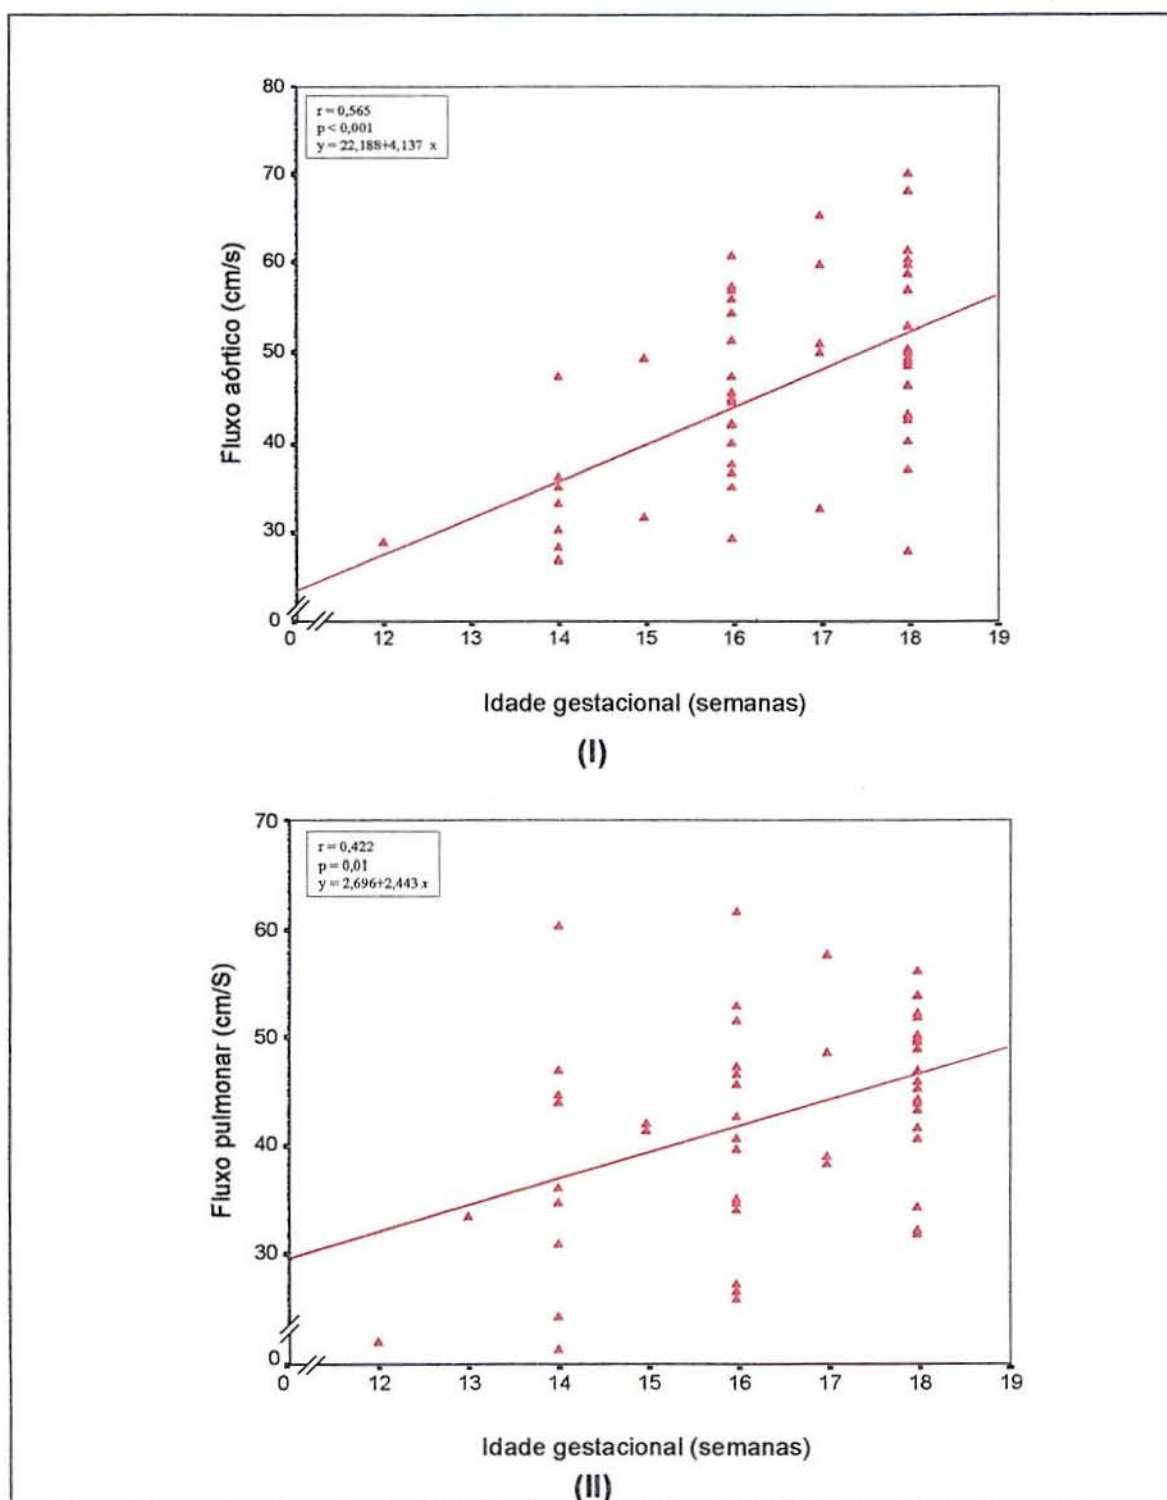 80
r = 0,565
p < 0,001
y = 22,188+4,137 x
70
60
50
40
30
0
Fluxo aórtico (cm/s)
0 12 13 14 15 16 17 18 19
Idade gestacional (semanas)
(I)
70
r = 0,422
p = 0,01
y = 2,696+2,443 x
60
50
40
30
0
Fluxo pulmonar (cm/S)
0 12 13 14 15 16 17 18 19
Idade gestacional (semanas)
(II)